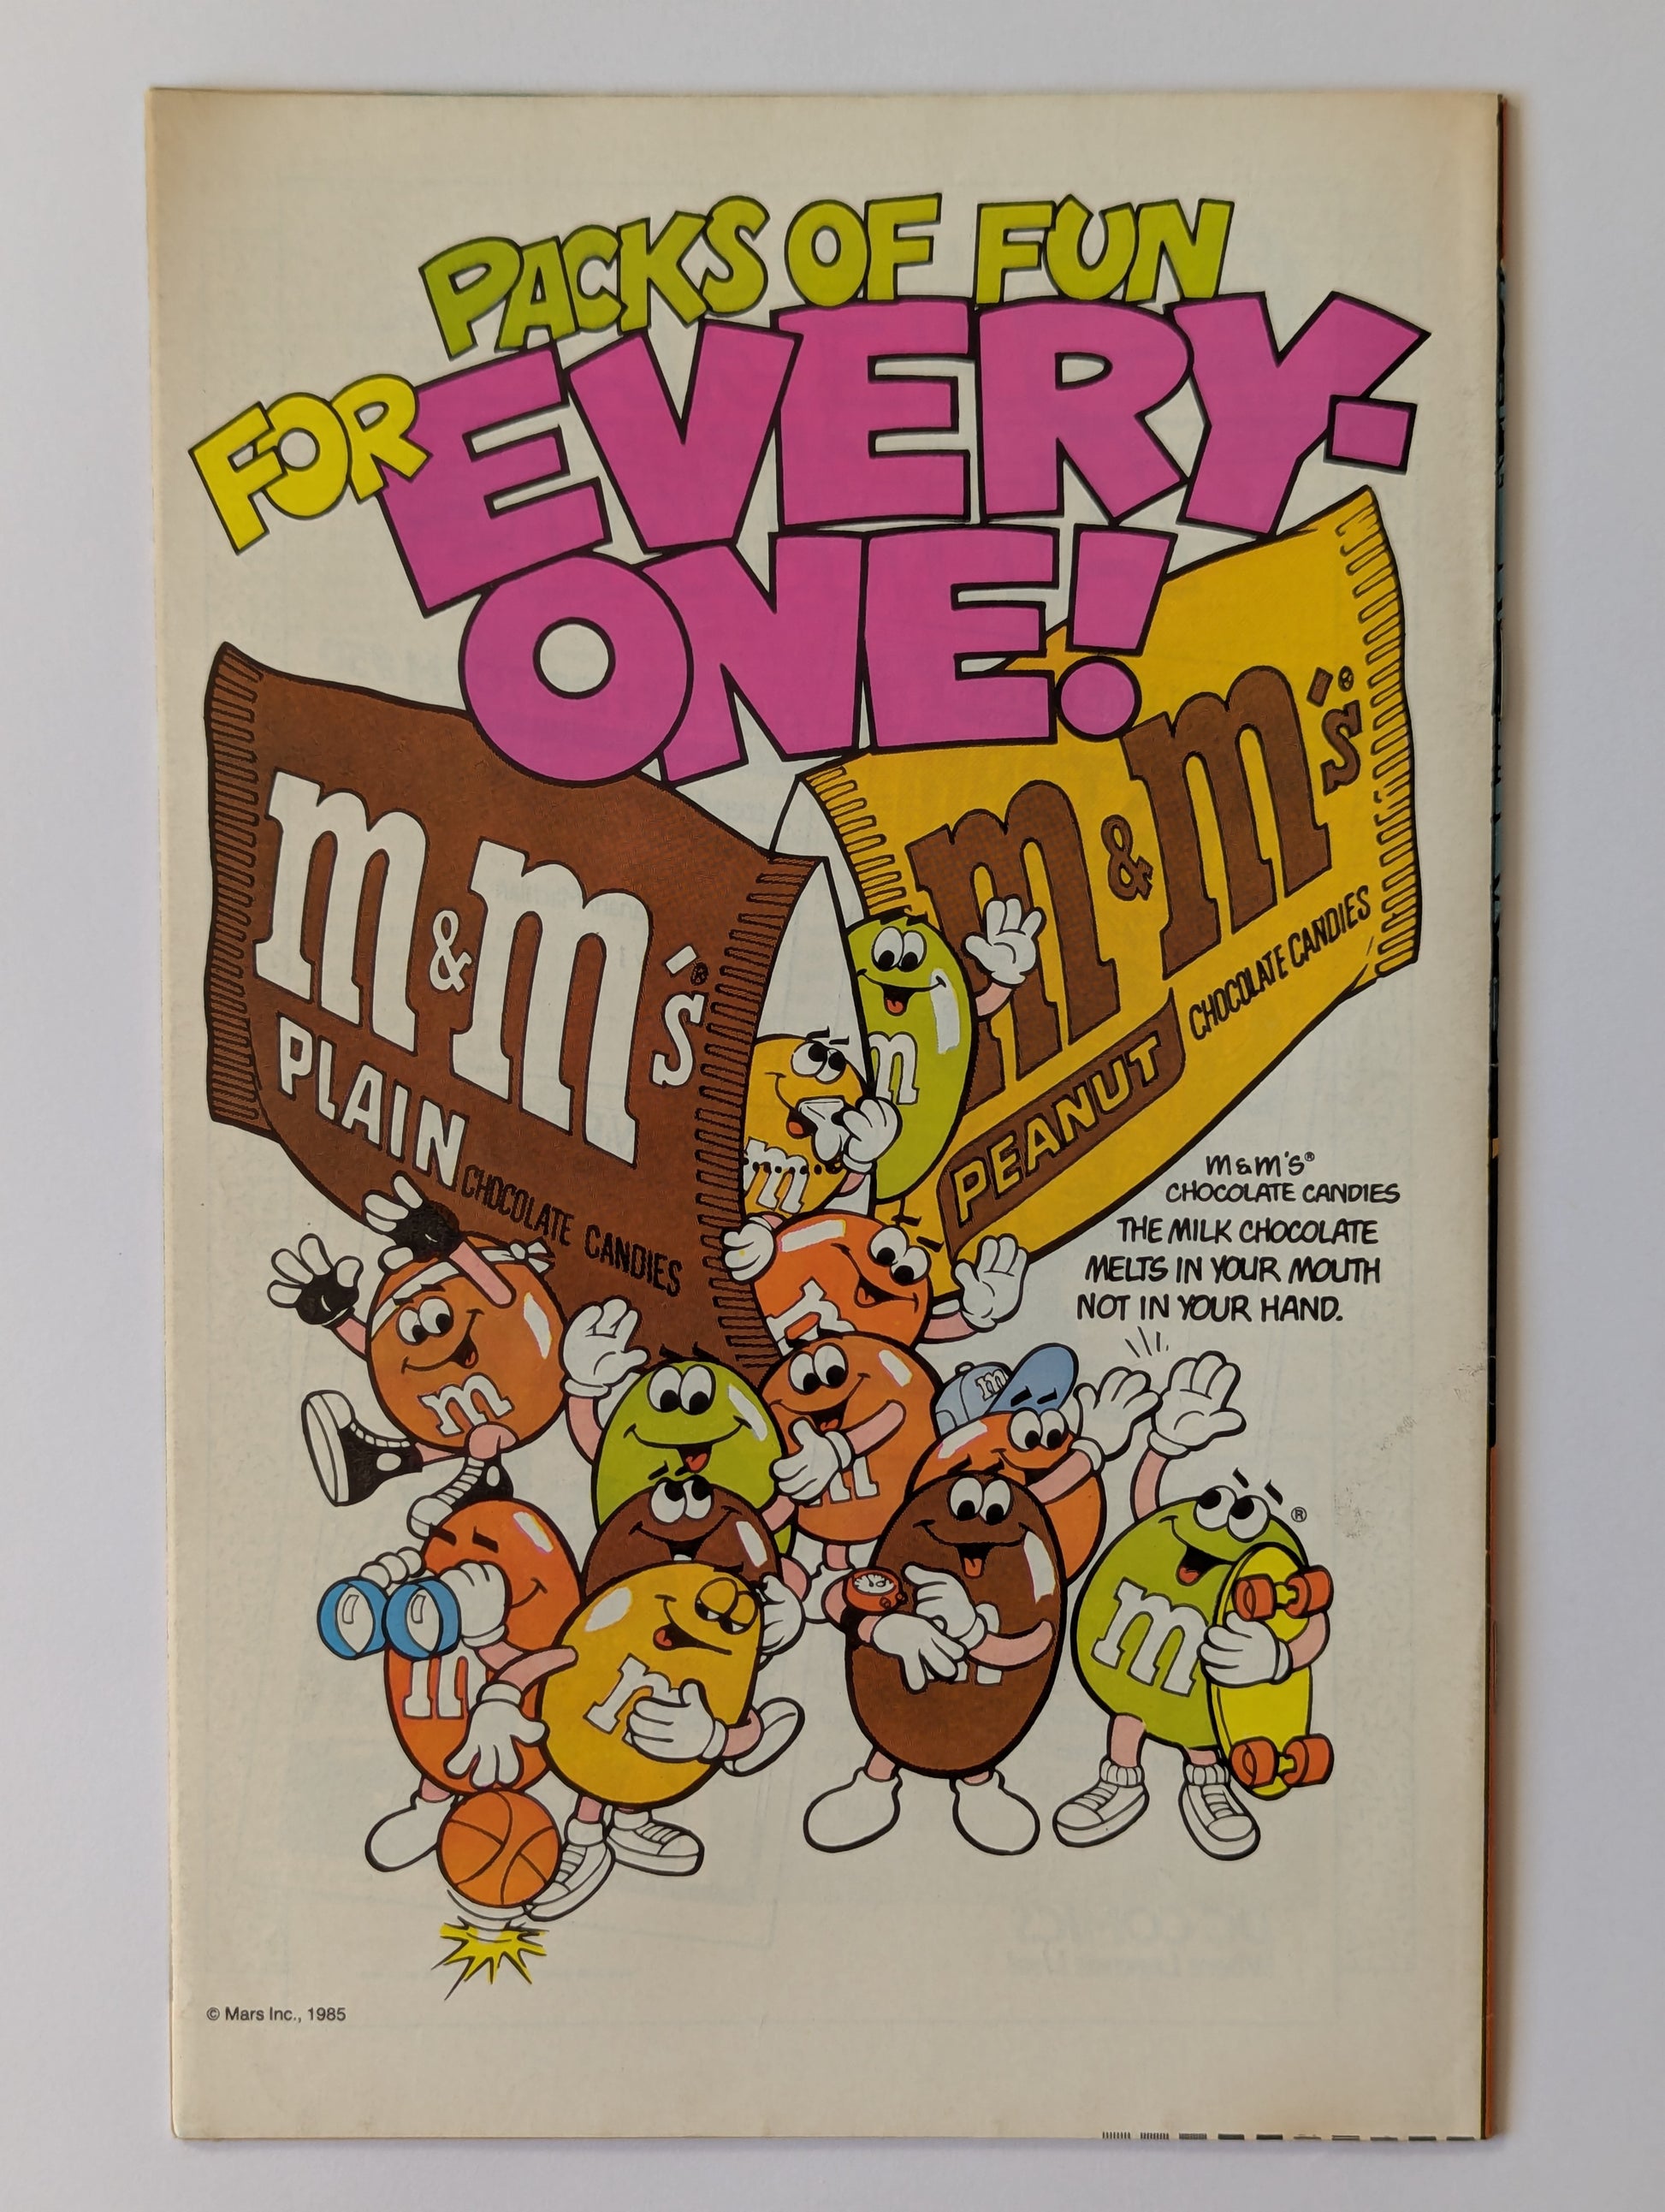 PACKS OF FUN
FOR EVERY-
ONE!
m&m's®
PLAIN
CHOCOLATE CANDIES
m&m's®
PEANUT
CHOCOLATE CANDIES
m&m's®
CHOCOLATE CANDIES
THE MILK CHOCOLATE
MELTS IN YOUR MOUTH
NOT IN YOUR HAND.
m
m
m
m
m
m
m
m
m
m
®
© Mars Inc., 1985